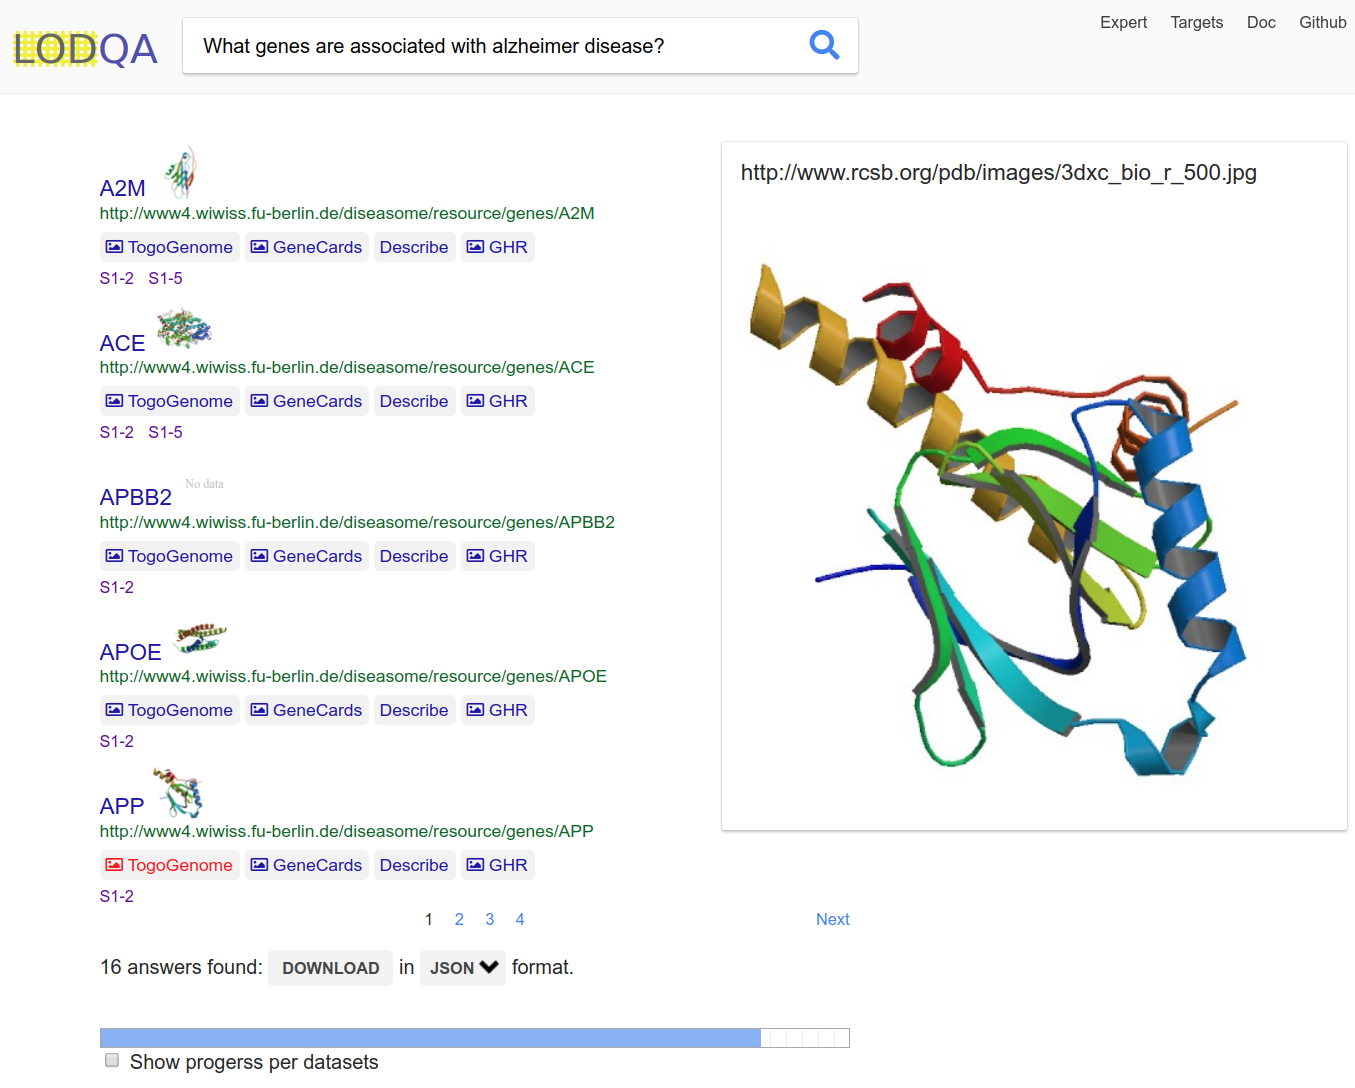 LODQA
What genes are associated with alzheimer disease?
Expert Targets Doc Github
A2M
http://www4.wiwiss.fu-berlin.de/diseasome/resource/genes/A2M
TogoGenome GeneCards Describe GHR
S1-2 S1-5
ACE
http://www4.wiwiss.fu-berlin.de/diseasome/resource/genes/ACE
TogoGenome GeneCards Describe GHR
S1-2 S1-5
APBB2 No data
http://www4.wiwiss.fu-berlin.de/diseasome/resource/genes/APBB2
TogoGenome GeneCards Describe GHR
S1-2
APOE
http://www4.wiwiss.fu-berlin.de/diseasome/resource/genes/APOE
TogoGenome GeneCards Describe GHR
S1-2
APP
http://www4.wiwiss.fu-berlin.de/diseasome/resource/genes/APP
TogoGenome GeneCards Describe GHR
S1-2
1 2 3 4 Next
16 answers found: DOWNLOAD in JSON format.
Show progerss per datasets
http://www.rcsb.org/pdb/images/3dxc_bio_r_500.jpg